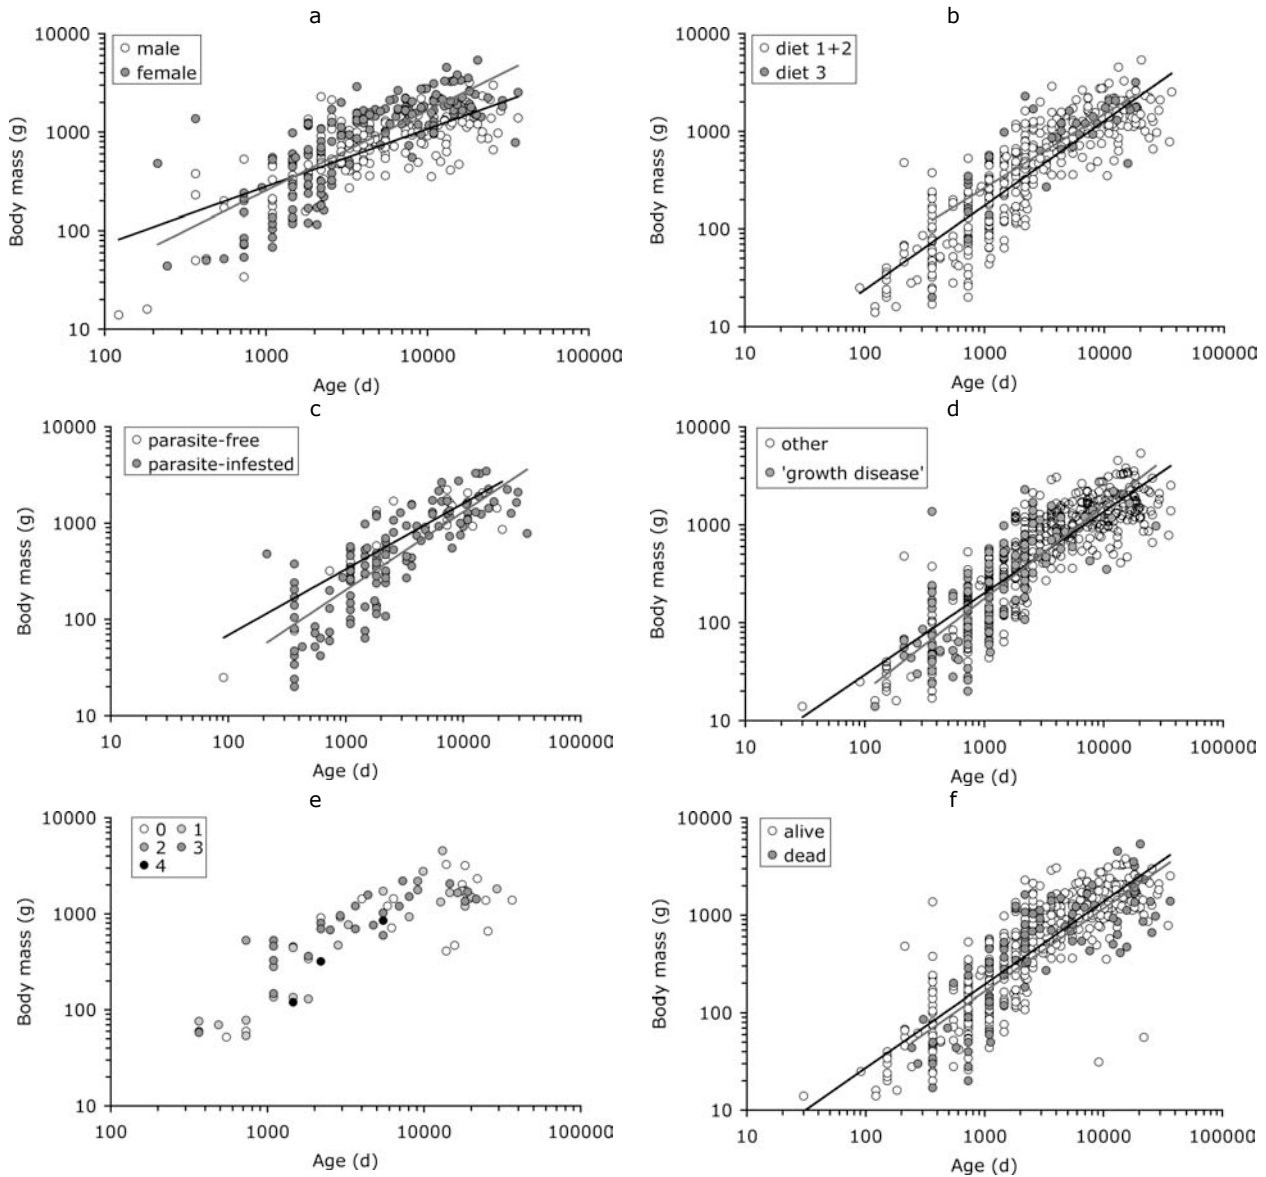 a
10000
1000
100
10
male
female
Body mass (g)
100 1000 10000 100000
Age (d)
b
10000
1000
100
10
diet 1+2
diet 3
Body mass (g)
10 100 1000 10000 100000
Age (d)
c
10000
1000
100
10
parasite-free
parasite-infested
Body mass (g)
10 100 1000 10000 100000
Age (d)
d
10000
1000
100
10
other
'growth disease'
Body mass (g)
10 100 1000 10000 100000
Age (d)
e
10000
1000
100
10
0 1
2 3
4
Body mass (g)
100 1000 10000 100000
Age (d)
f
10000
1000
100
10
alive
dead
Body mass (g)
10 100 1000 10000 100000
Age (d)